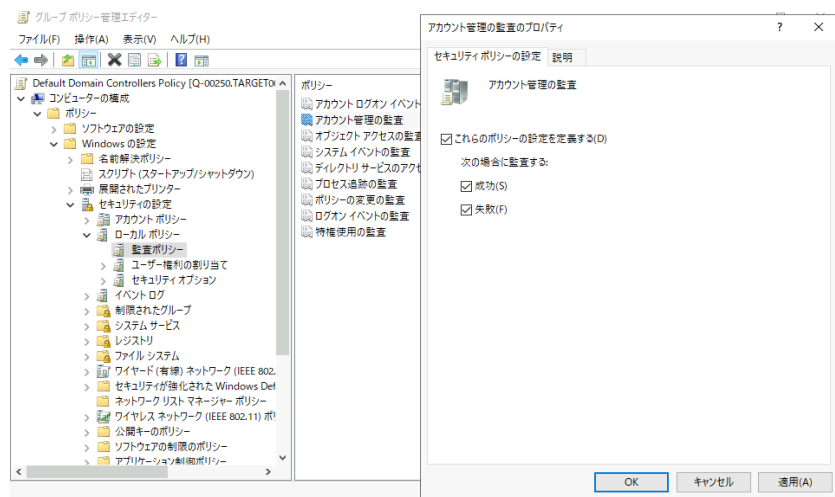 グループ ポリシー管理エディター
ファイル(F) 操作(A) 表示(V) ヘルプ(H)
Default Domain Controllers Policy [Q-00250.TARGET0
コンピューターの構成
ポリシー
ソフトウェアの設定
Windows の設定
名前解決ポリシー
スクリプト (スタートアップ/シャットダウン)
展開されたプリンター
セキュリティの設定
アカウント ポリシー
ローカル ポリシー
監査ポリシー
ユーザー権利の割り当て
セキュリティ オプション
イベント ログ
制限されたグループ
システム サービス
レジストリ
ファイル システム
ワイヤード (有線) ネットワーク (IEEE 802.
セキュリティが強化された Windows Def
ネットワーク リスト マネージャー ポリシー
ワイヤレス ネットワーク (IEEE 802.11) ポリ
公開キーのポリシー
ソフトウェアの制限のポリシー
アプリケーション制御ポリシー
ポリシー
アカウント ログオン イベント
アカウント管理の監査
オブジェクト アクセスの監査
システム イベントの監査
ディレクトリ サービスのアクセ
プロセス追跡の監査
ポリシーの変更の監査
ログオン イベントの監査
特権使用の監査
アカウント管理の監査のプロパティ ? ×
セキュリティ ポリシーの設定 説明
アカウント管理の監査
これらのポリシーの設定を定義する(D)
次の場合に監査する:
成功(S)
失敗(F)
OK キャンセル 適用(A)